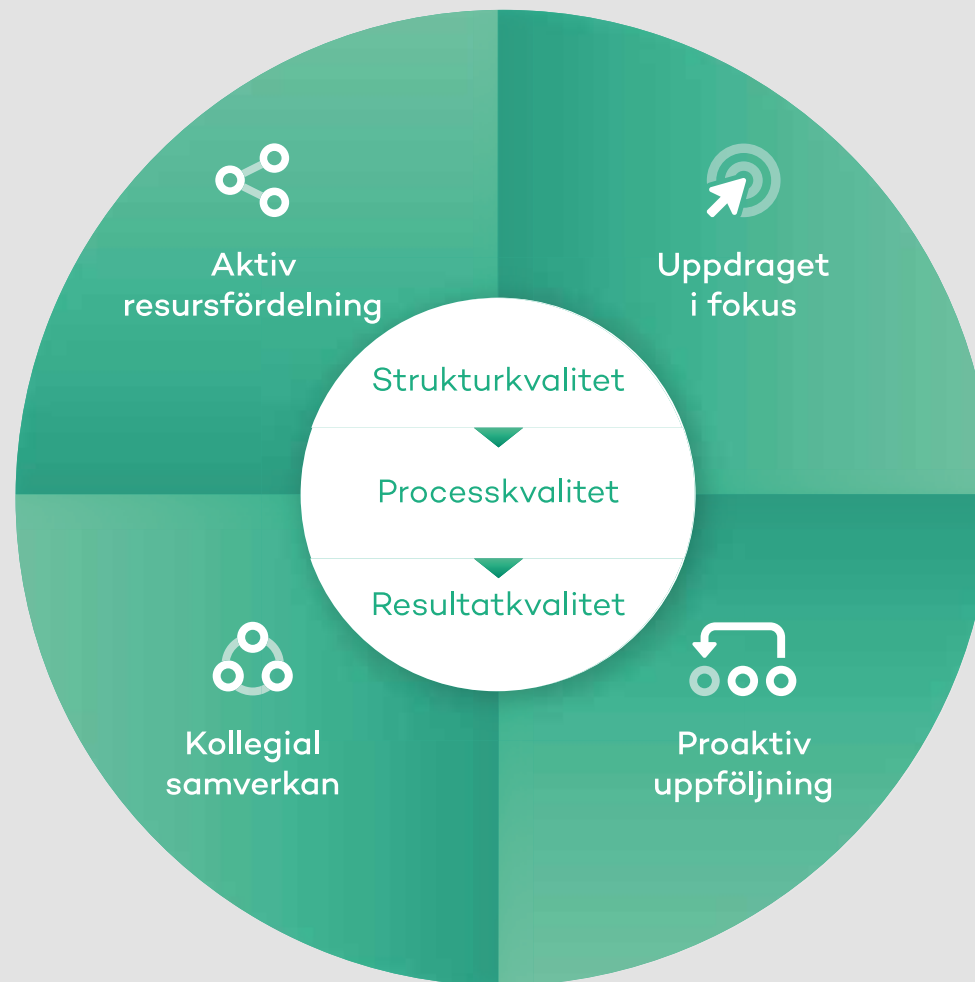 Aktiv
resursfördelning
Uppdraget
i fokus
Strukturkvalitet
Processkvalitet
Resultatkvalitet
Kollegial
samverkan
Proaktiv
uppföljning